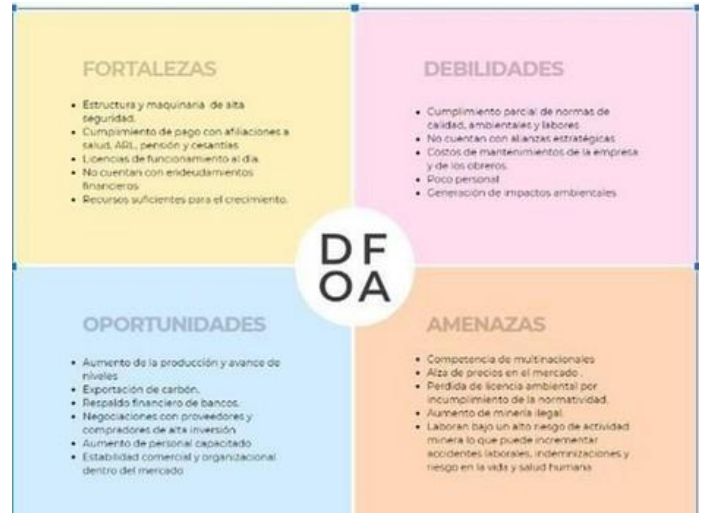 FORTALEZAS
• Estructura y maquinaria de alta
seguridad.
• Cumplimiento de pago con afiliaciones a
salud, ARL, pensión y cesantías
• Licencias de funcionamiento al día.
• No cuentan con endeudamientos
financieros
• Recursos suficientes para el crecimiento.
DEBILIDADES
• Cumplimiento parcial de normas de
calidad, ambientales y labores
• No cuentan con alianzas estratégicas
• Costos de mantenimientos de la empresa
y de los obreros.
• Poco personal
• Generación de impactos ambientales
D F
O A
OPORTUNIDADES
• Aumento de la producción y avance de
niveles
• Exportación de carbón.
• Respaldo financiero de bancos.
• Negociaciones con proveedores y
compradores de alta inversión
• Aumento de personal capacitado
• Estabilidad comercial y organizacional
dentro del mercado
AMENAZAS
• Competencia de multinacionales
• Alza de precios en el mercado .
• Perdida de licencia ambiental por
incumplimiento de la normatividad.
• Aumento de minería ilegal.
• Laboran bajo un alto riesgo de actividad
minera lo que puede incrementar
accidentes laborales, indemnizaciones y
riesgo en la vida y salud humana